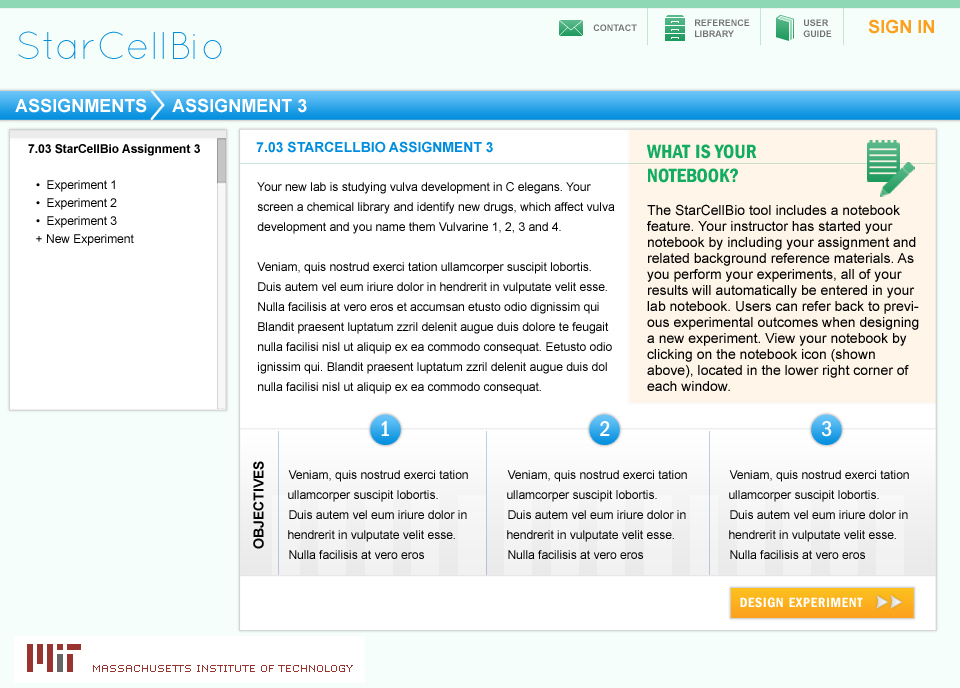 StarCellBio
CONTACT
REFERENCE
LIBRARY
USER
GUIDE
SIGN IN
ASSIGNMENTS
ASSIGNMENT 3
7.03 StarCellBio Assignment 3
• Experiment 1
• Experiment 2
• Experiment 3
+ New Experiment
7.03 STARCELLBIO ASSIGNMENT 3
Your new lab is studying vulva development in C elegans. Your
screen a chemical library and identify new drugs, which affect vulva
development and you name them Vulvarine 1, 2, 3 and 4.
Veniam, quis nostrud exerci tation ullamcorper suscipit lobortis.
Duis autem vel eum iriure dolor in hendrerit in vulputate velit esse.
Nulla facilisis at vero eros et accumsan etusto odio dignissim qui
Blandit praesent luptatum zzril delenit augue duis dolore te feugait
nulla facilisi nisl ut aliquip ex ea commodo consequat. Eetusto odio
ignissim qui. Blandit praesent luptatum zzril delenit augue duis dol
nulla facilisi nisl ut aliquip ex ea commodo consequat.
WHAT IS YOUR
NOTEBOOK?
The StarCellBio tool includes a notebook
feature. Your instructor has started your
notebook by including your assignment and
related background reference materials. As
you perform your experiments, all of your
results will automatically be entered in your
lab notebook. Users can refer back to previ-
ous experimental outcomes when designing
a new experiment. View your notebook by
clicking on the notebook icon (shown
above), located in the lower right corner of
each window.
OBJECTIVES
1
Veniam, quis nostrud exerci tation
ullamcorper suscipit lobortis.
Duis autem vel eum iriure dolor in
hendrerit in vulputate velit esse.
Nulla facilisis at vero eros
2
Veniam, quis nostrud exerci tation
ullamcorper suscipit lobortis.
Duis autem vel eum iriure dolor in
hendrerit in vulputate velit esse.
Nulla facilisis at vero eros
3
Veniam, quis nostrud exerci tation
ullamcorper suscipit lobortis.
Duis autem vel eum iriure dolor in
hendrerit in vulputate velit esse.
Nulla facilisis at vero eros
DESIGN EXPERIMENT
MIT
MASSACHUSETTS INSTITUTE OF TECHNOLOGY